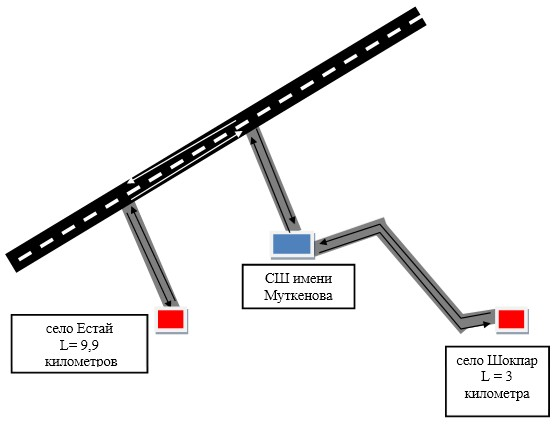 СШ имени
Муткенова
село Естай
L= 9,9
километров
село Шокпар
L = 3
километра